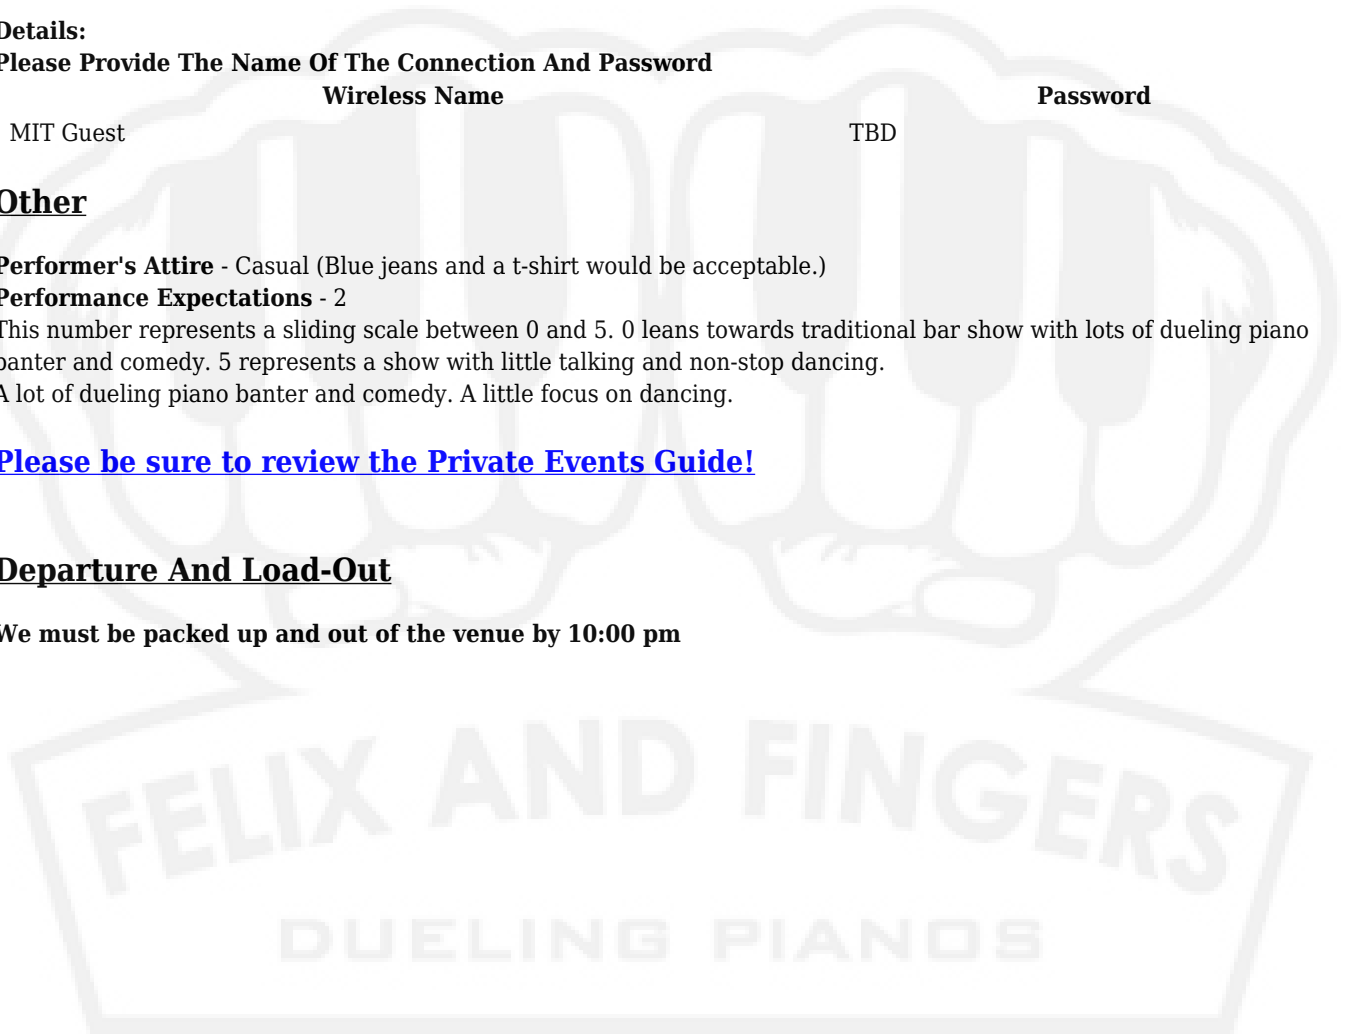 Details:
Please Provide The Name Of The Connection And Password
Wireless Name Password
MIT Guest TBD
Other
Performer's Attire - Casual (Blue jeans and a t-shirt would be acceptable.)
Performance Expectations - 2
This number represents a sliding scale between 0 and 5. 0 leans towards traditional bar show with lots of dueling piano
banter and comedy. 5 represents a show with little talking and non-stop dancing.
A lot of dueling piano banter and comedy. A little focus on dancing.
Please be sure to review the Private Events Guide!
Departure And Load-Out
We must be packed up and out of the venue by 10:00 pm
FELIX AND FINGERS
DUELING PIANOS